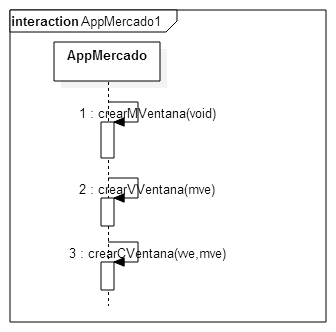 interaction AppMercado1
AppMercado
1 : crearMVentana(void)
2 : crearVVentana(mve)
3 : crearCVentana(vve,mve)